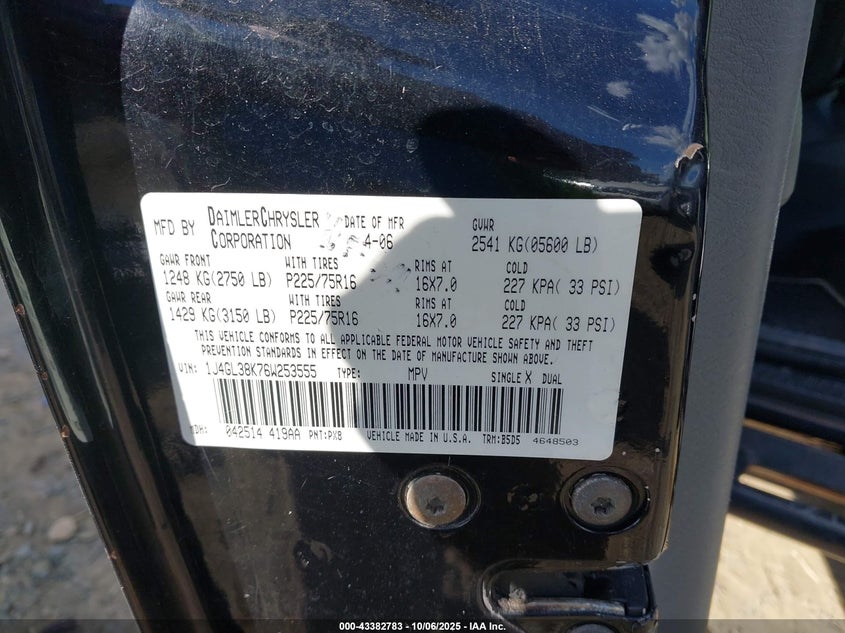 MFD BY DAIMLERCHRYSLER CORPORATION DATE OF MFR 4-06 GVWR 2541 KG(05600 LB)
GAWR FRONT WITH TIRES RIMS AT COLD
1248 KG(2750 LB) P225/75R16 16X7.0 227 KPA( 33 PSI)
GAWR REAR WITH TIRES RIMS AT COLD
1429 KG(3150 LB) P225/75R16 16X7.0 227 KPA( 33 PSI)
THIS VEHICLE CONFORMS TO ALL APPLICABLE FEDERAL MOTOR VEHICLE SAFETY AND THEFT
PREVENTION STANDARDS IN EFFECT ON THE DATE OF MANUFACTURE SHOWN ABOVE.
VIN: 1J4GL38K76W253555 TYPE: MPV SINGLE X DUAL
MDH: 042514 419AA PNT:PX8 VEHICLE MADE IN U.S.A. TRM:B5D5 4648503
000-43382783 - 10/06/2025 - IAA Inc.